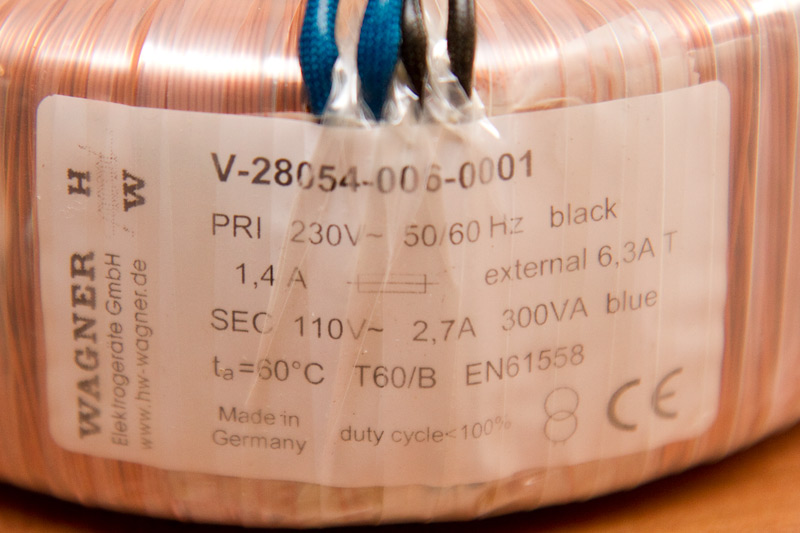 H W
WAGNER
Elektrogeräte GmbH
www.hw-wagner.de
V-28054-006-0001
PRI 230V~ 50/60 Hz black
1,4 A external 6,3A T
SEC 110V~ 2,7A 300VA blue
ta=60°C T60/B EN61558
Made in
Germany
duty cycle<100%
CE